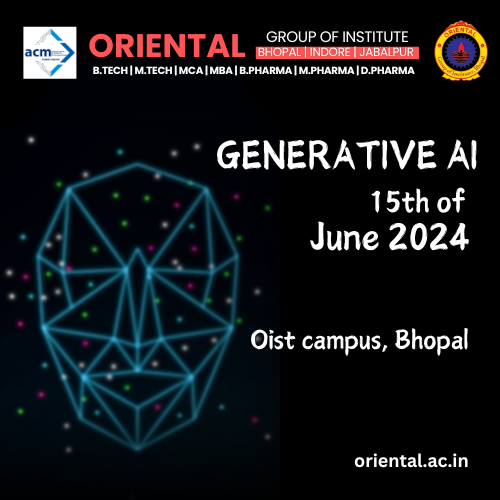 acm
ORIENTAL
GROUP OF INSTITUTE
BHOPAL | INDORE | JABALPUR
B.TECH | M.TECH | MCA | MBA | B.PHARMA | M.PHARMA | D.PHARMA
ORIENTAL
GENERATIVE AI
15th of
June 2024
Oist campus, Bhopal
oriental.ac.in